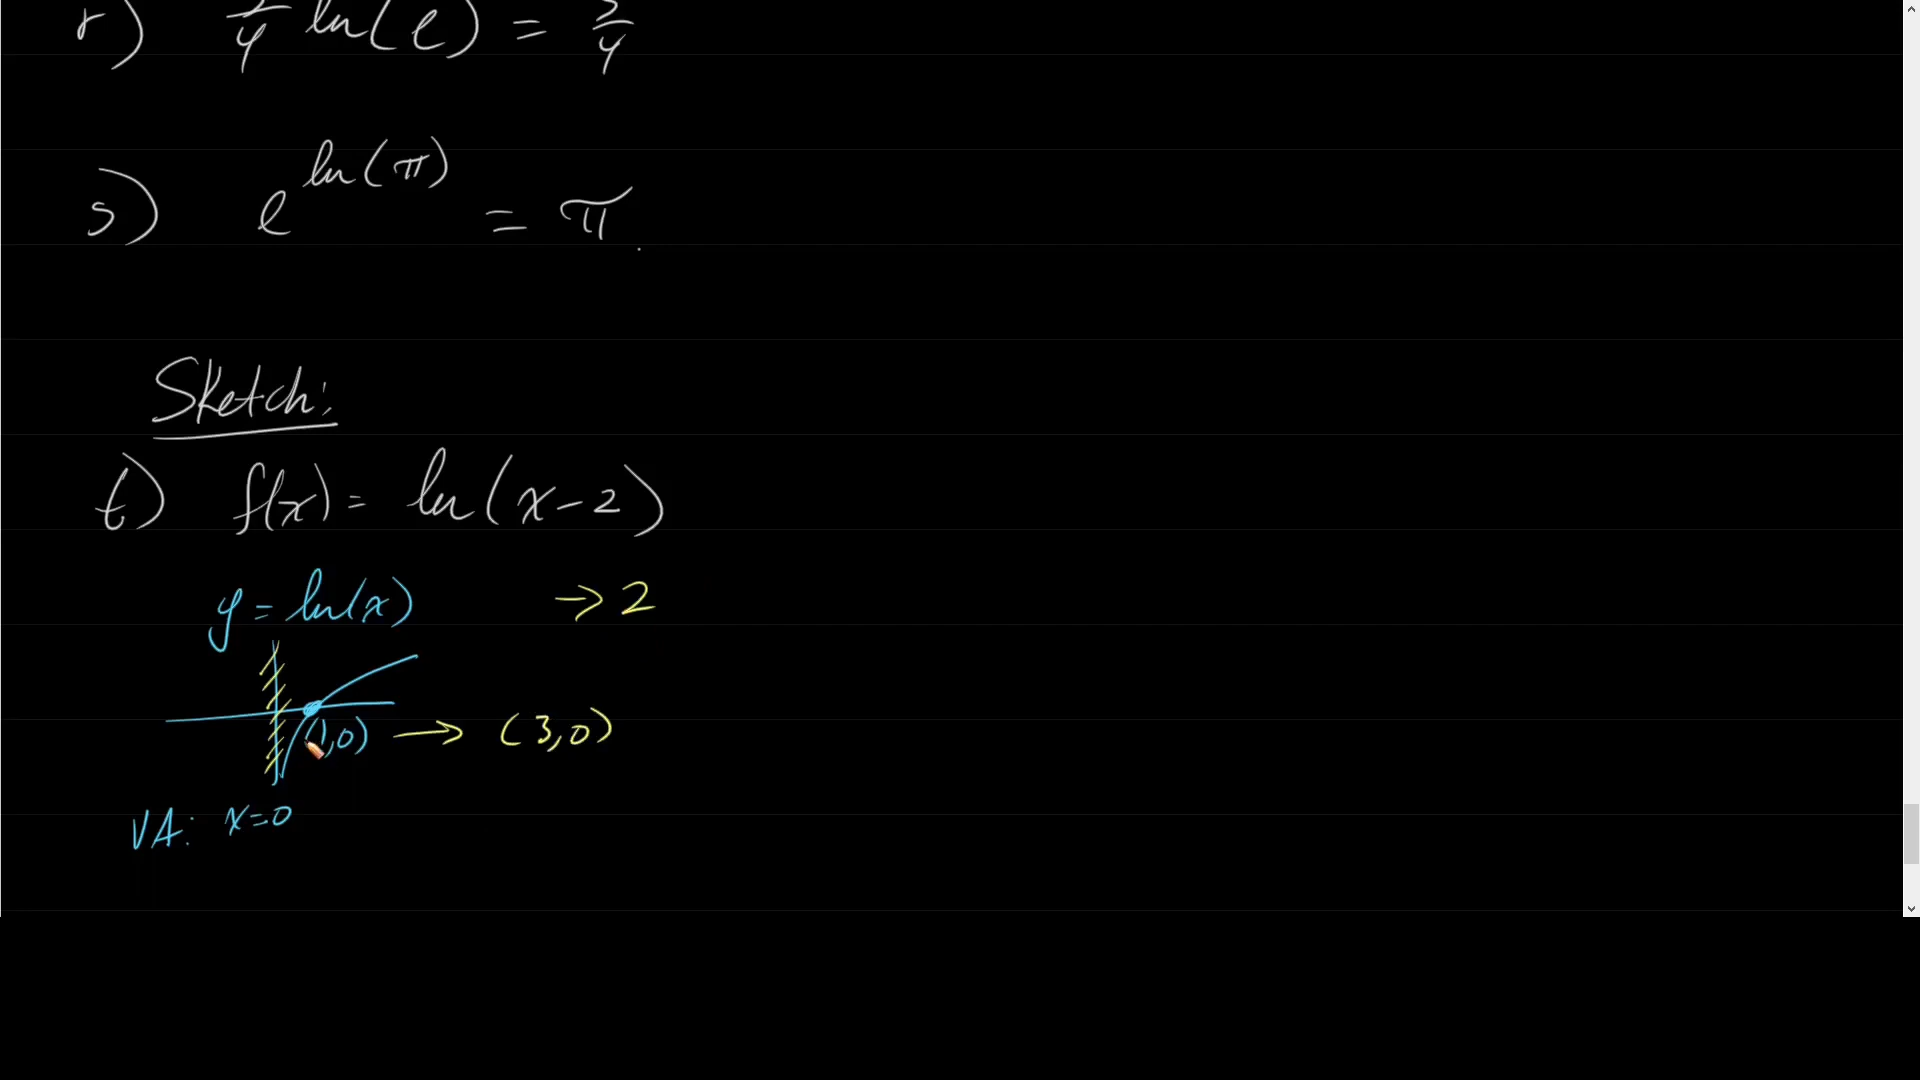 r) 3/4 ln(e) = 3/4
s) e^ln(π) = π.
Sketch:
t) f(x) = ln(x-2)
y = ln(x) → 2
(1,0) → (3,0)
VA: x=0